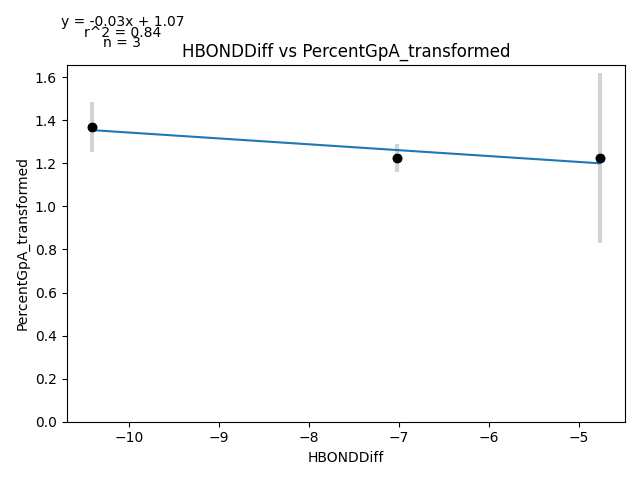 y = -0.03x + 1.07
r^2 = 0.84
n = 3
HBONDDiff vs PercentGpA_transformed
1.6
1.4
1.2
1.0
0.8
0.6
0.4
0.2
0.0
PercentGpA_transformed
−10
−9
−8
−7
−6
−5
HBONDDiff